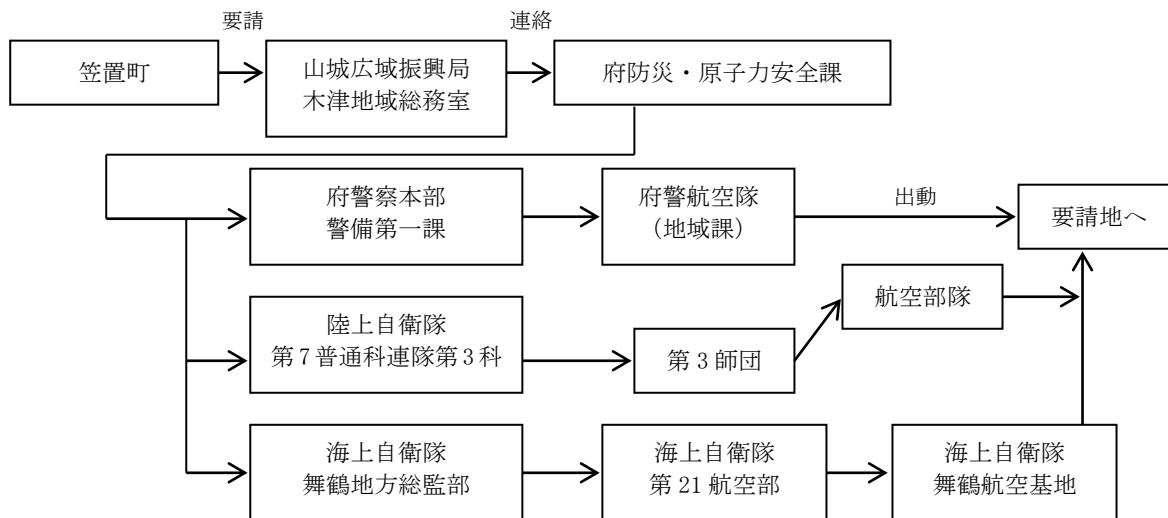 要請
連絡
笠置町
山城広域振興局
木津地域総務室
府防災・原子力安全課
府警察本部
警備第一課
府警航空隊
（地域課）
出動
要請地へ
航空部隊
陸上自衛隊
第７普通科連隊第３科
第３師団
海上自衛隊
舞鶴地方総監部
海上自衛隊
第 21 航空部
海上自衛隊
舞鶴航空基地